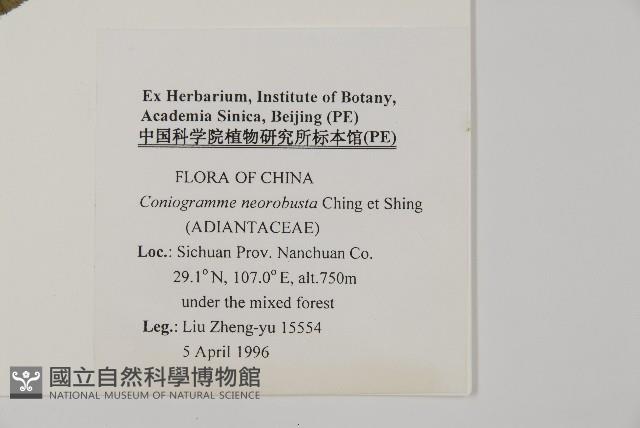 Ex Herbarium, Institute of Botany,
Academia Sinica, Beijing (PE)
中国科学院植物研究所标本馆(PE)
FLORA OF CHINA
Coniogramme neorobusta Ching et Shing
(ADIANTACEAE)
Loc.: Sichuan Prov. Nanchuan Co.
29.1° N, 107.0° E, alt.750m
under the mixed forest
Leg.: Liu Zheng-yu 15554
5 April 1996
國立自然科學博物館
NATIONAL MUSEUM OF NATURAL SCIENCE